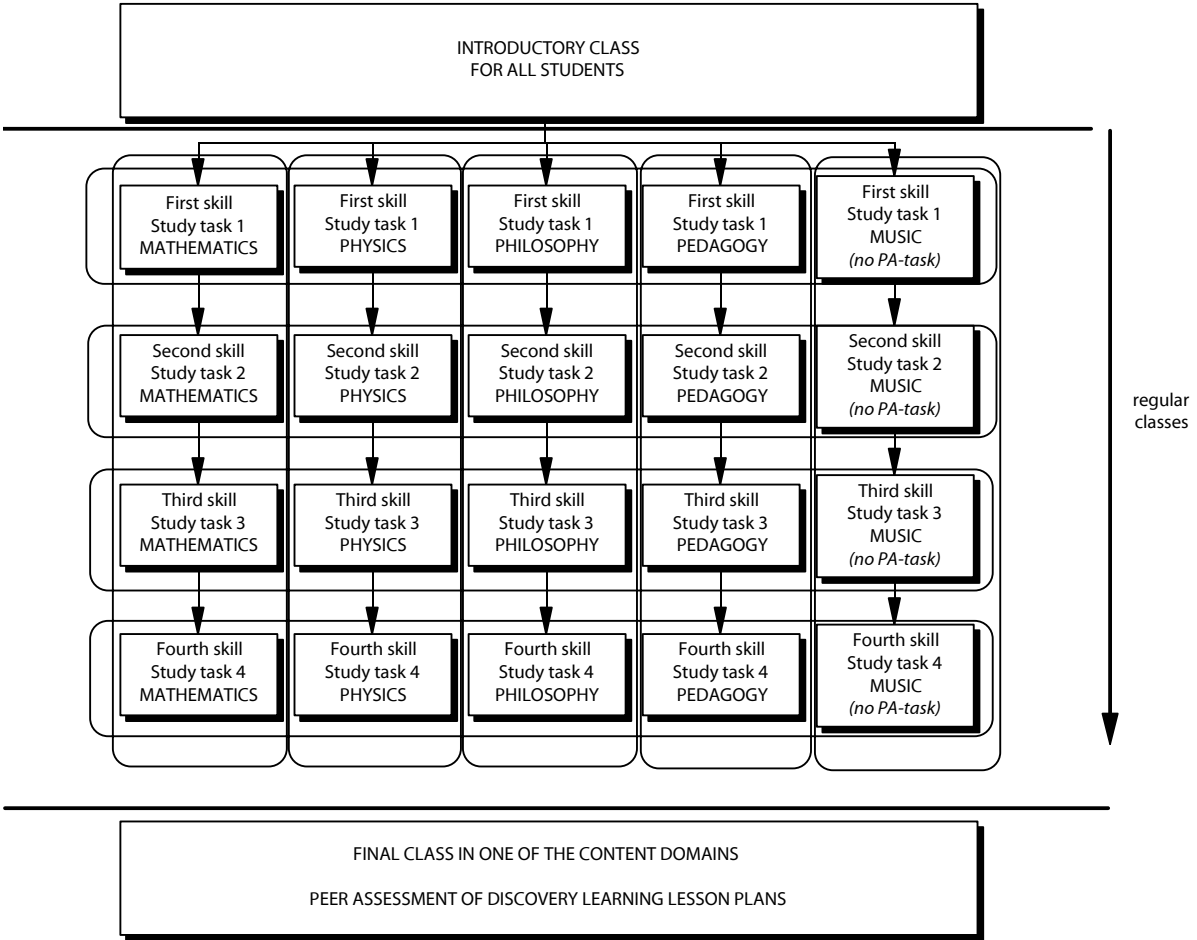 INTRODUCTORY CLASS
FOR ALL STUDENTS
First skill
Study task 1
MATHEMATICS
First skill
Study task 1
PHYSICS
First skill
Study task 1
PHILOSOPHY
First skill
Study task 1
PEDAGOGY
First skill
Study task 1
MUSIC
(no PA-task)
Second skill
Study task 2
MATHEMATICS
Second skill
Study task 2
PHYSICS
Second skill
Study task 2
PHILOSOPHY
Second skill
Study task 2
PEDAGOGY
Second skill
Study task 2
MUSIC
(no PA-task)
regular
classes
Third skill
Study task 3
MATHEMATICS
Third skill
Study task 3
PHYSICS
Third skill
Study task 3
PHILOSOPHY
Third skill
Study task 3
PEDAGOGY
Third skill
Study task 3
MUSIC
(no PA-task)
Fourth skill
Study task 4
MATHEMATICS
Fourth skill
Study task 4
PHYSICS
Fourth skill
Study task 4
PHILOSOPHY
Fourth skill
Study task 4
PEDAGOGY
Fourth skill
Study task 4
MUSIC
(no PA-task)
FINAL CLASS IN ONE OF THE CONTENT DOMAINS
PEER ASSESSMENT OF DISCOVERY LEARNING LESSON PLANS